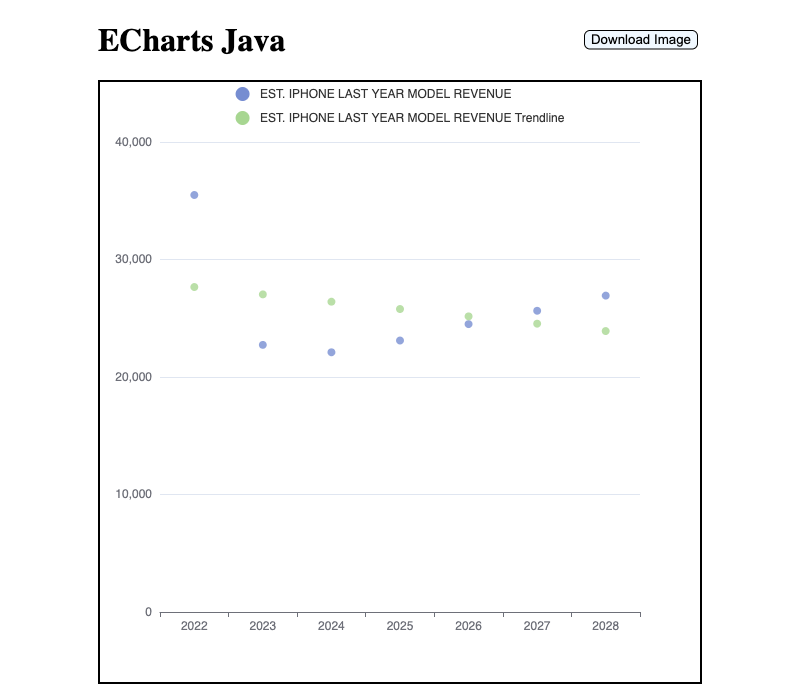 ECharts Java
Download Image
EST. IPHONE LAST YEAR MODEL REVENUE
EST. IPHONE LAST YEAR MODEL REVENUE Trendline
40,000
30,000
20,000
10,000
0
2022 2023 2024 2025 2026 2027 2028